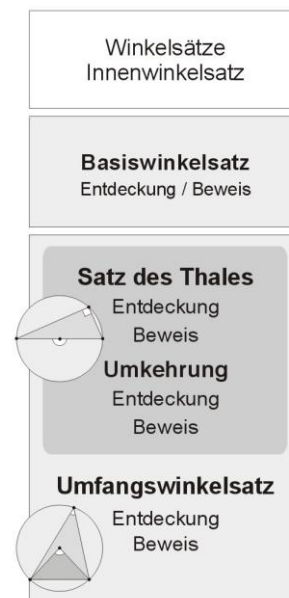 Winkelsätze
Innenwinkelsatz
Basiswinkelsatz
Entdeckung / Beweis
Satz des Thales
Entdeckung
Beweis
Umkehrung
Entdeckung
Beweis
Umfangswinkelsatz
Entdeckung
Beweis